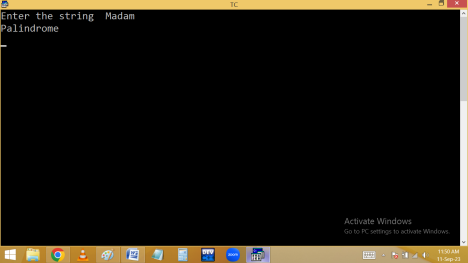 TC
Enter the string  Madam
Palindrome
Activate Windows
Go to PC settings to activate Windows.
11:50 AM
11-Sep-23